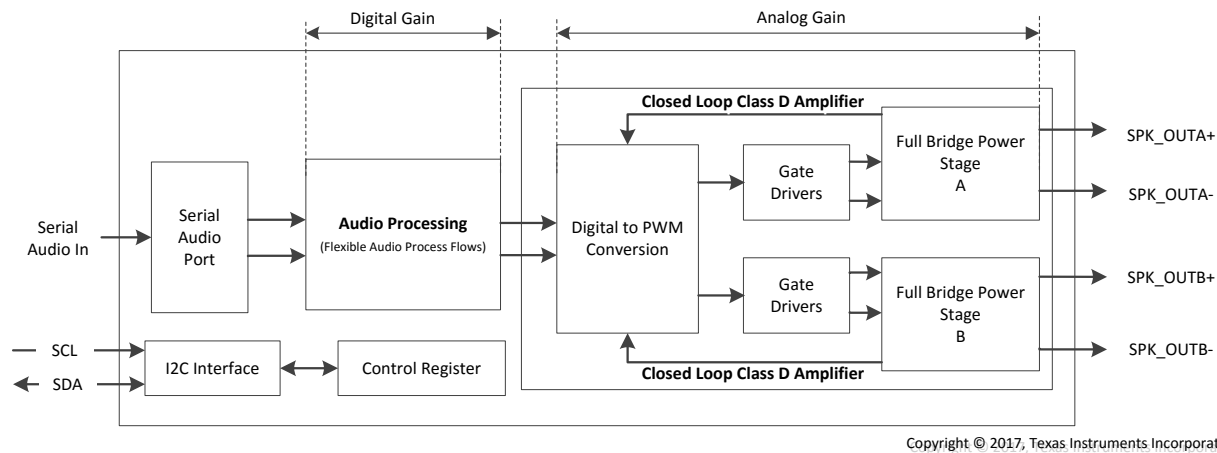 Digital Gain
Analog Gain
Closed Loop Class D Amplifier
Serial
Audio In
Serial
Audio
Port
Audio Processing
(Flexible Audio Process Flows)
Digital to PWM
Conversion
Gate
Drivers
Full Bridge Power
Stage
A
SPK_OUTA+
SPK_OUTA-
Gate
Drivers
Full Bridge Power
Stage
B
SPK_OUTB+
SPK_OUTB-
Closed Loop Class D Amplifier
SCL
SDA
I2C Interface
Control Register
Copyright © 2017, Texas Instruments Incorporat